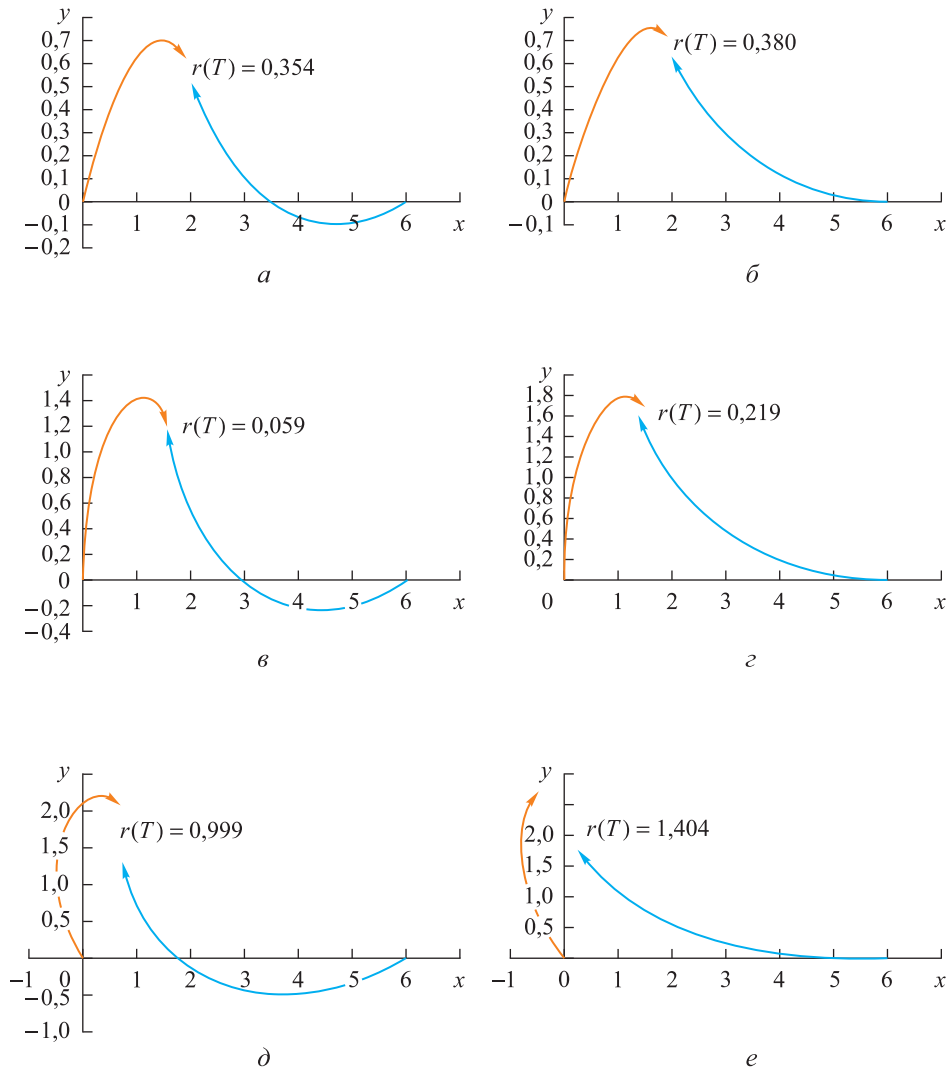 y
0,7
0,6
0,5
0,4
0,3
0,2
0,1
0
−0,1
−0,2
r(T) = 0,354
1 2 3 4 5 6 x
а
y
0,7
0,6
0,5
0,4
0,3
0,2
0,1
0
−0,1
r(T) = 0,380
1 2 3 4 5 6 x
б
y
1,4
1,2
1,0
0,8
0,6
0,4
0,2
0
−0,2
−0,4
r(T) = 0,059
1 2 3 4 5 6 x
в
y
1,8
1,6
1,4
1,2
1,0
0,8
0,6
0,4
0,2
r(T) = 0,219
0 1 2 3 4 5 6 x
г
y
2,0
1,5
1,0
0,5
r(T) = 0,999
−1 0 1 2 3 4 5 6 x
−0,5
−1,0
д
y
2,0
1,5
1,0
0,5
r(T) = 1,404
−1 0 1 2 3 4 5 6 x
е